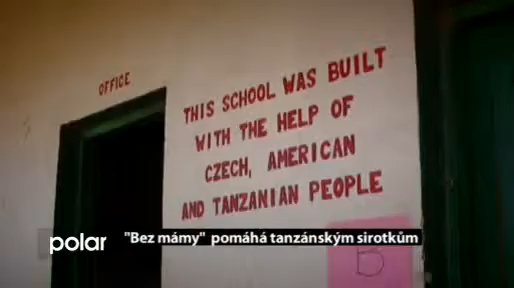 OFFICE
THIS SCHOOL WAS BUILT
WITH THE HELP OF
CZECH, AMERICAN
AND TANZANIAN PEOPLE
B
polar
"Bez mámy" pomáhá tanzánským sirotkům